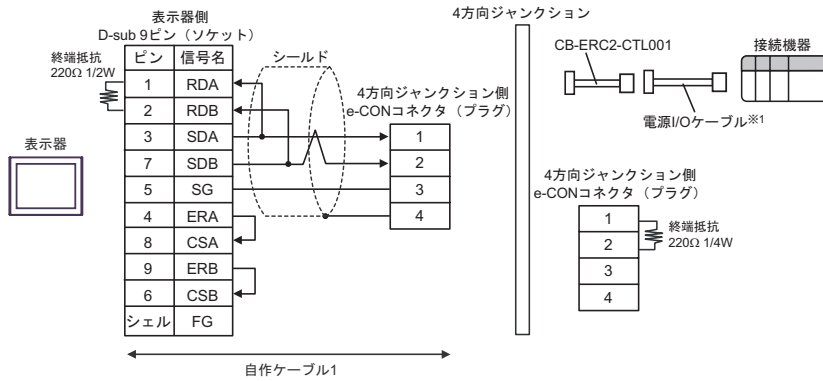 表示器側
D-sub 9ピン（ソケット）
終端抵抗
220Ω 1/2W
ピン 信号名
1 RDA
2 RDB
3 SDA
7 SDB
5 SG
4 ERA
8 CSA
9 ERB
6 CSB
シェル FG
シールド
表示器
4方向ジャンクション側
e-CONコネクタ（プラグ）
1
2
3
4
自作ケーブル1
4方向ジャンクション
CB-ERC2-CTL001
接続機器
電源I/Oケーブル※1
4方向ジャンクション側
e-CONコネクタ（プラグ）
1
2
3
4
終端抵抗
220Ω 1/4W